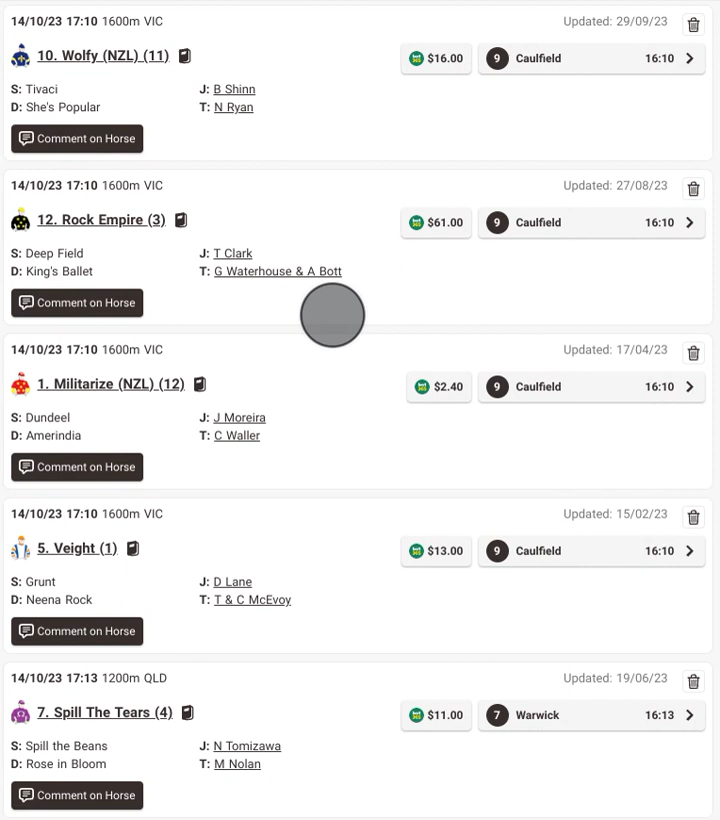 14/10/23 17:10 1600m VIC Updated: 29/09/23
10. Wolfy (NZL) (11) bet365 $16.00 9 Caulfield 16:10
S: Tivaci J: B Shinn
D: She's Popular T: N Ryan
Comment on Horse
14/10/23 17:10 1600m VIC Updated: 27/08/23
12. Rock Empire (3) bet365 $61.00 9 Caulfield 16:10
S: Deep Field J: T Clark
D: King's Ballet T: G Waterhouse & A Bott
Comment on Horse
14/10/23 17:10 1600m VIC Updated: 17/04/23
1. Militarize (NZL) (12) bet365 $2.40 9 Caulfield 16:10
S: Dundeel J: J Moreira
D: Amerindia T: C Waller
Comment on Horse
14/10/23 17:10 1600m VIC Updated: 15/02/23
5. Veight (1) bet365 $13.00 9 Caulfield 16:10
S: Grunt J: D Lane
D: Neena Rock T: T & C McEvoy
Comment on Horse
14/10/23 17:13 1200m QLD Updated: 19/06/23
7. Spill The Tears (4) bet365 $11.00 7 Warwick 16:13
S: Spill the Beans J: N Tomizawa
D: Rose in Bloom T: M Nolan
Comment on Horse